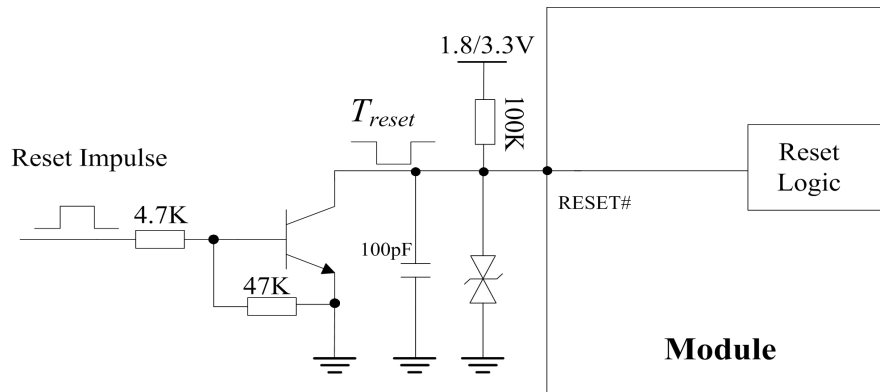 1.8/3.3V
100K
Treset
Reset Impulse
Reset
Logic
RESET#
4.7K
100pF
47K
Module